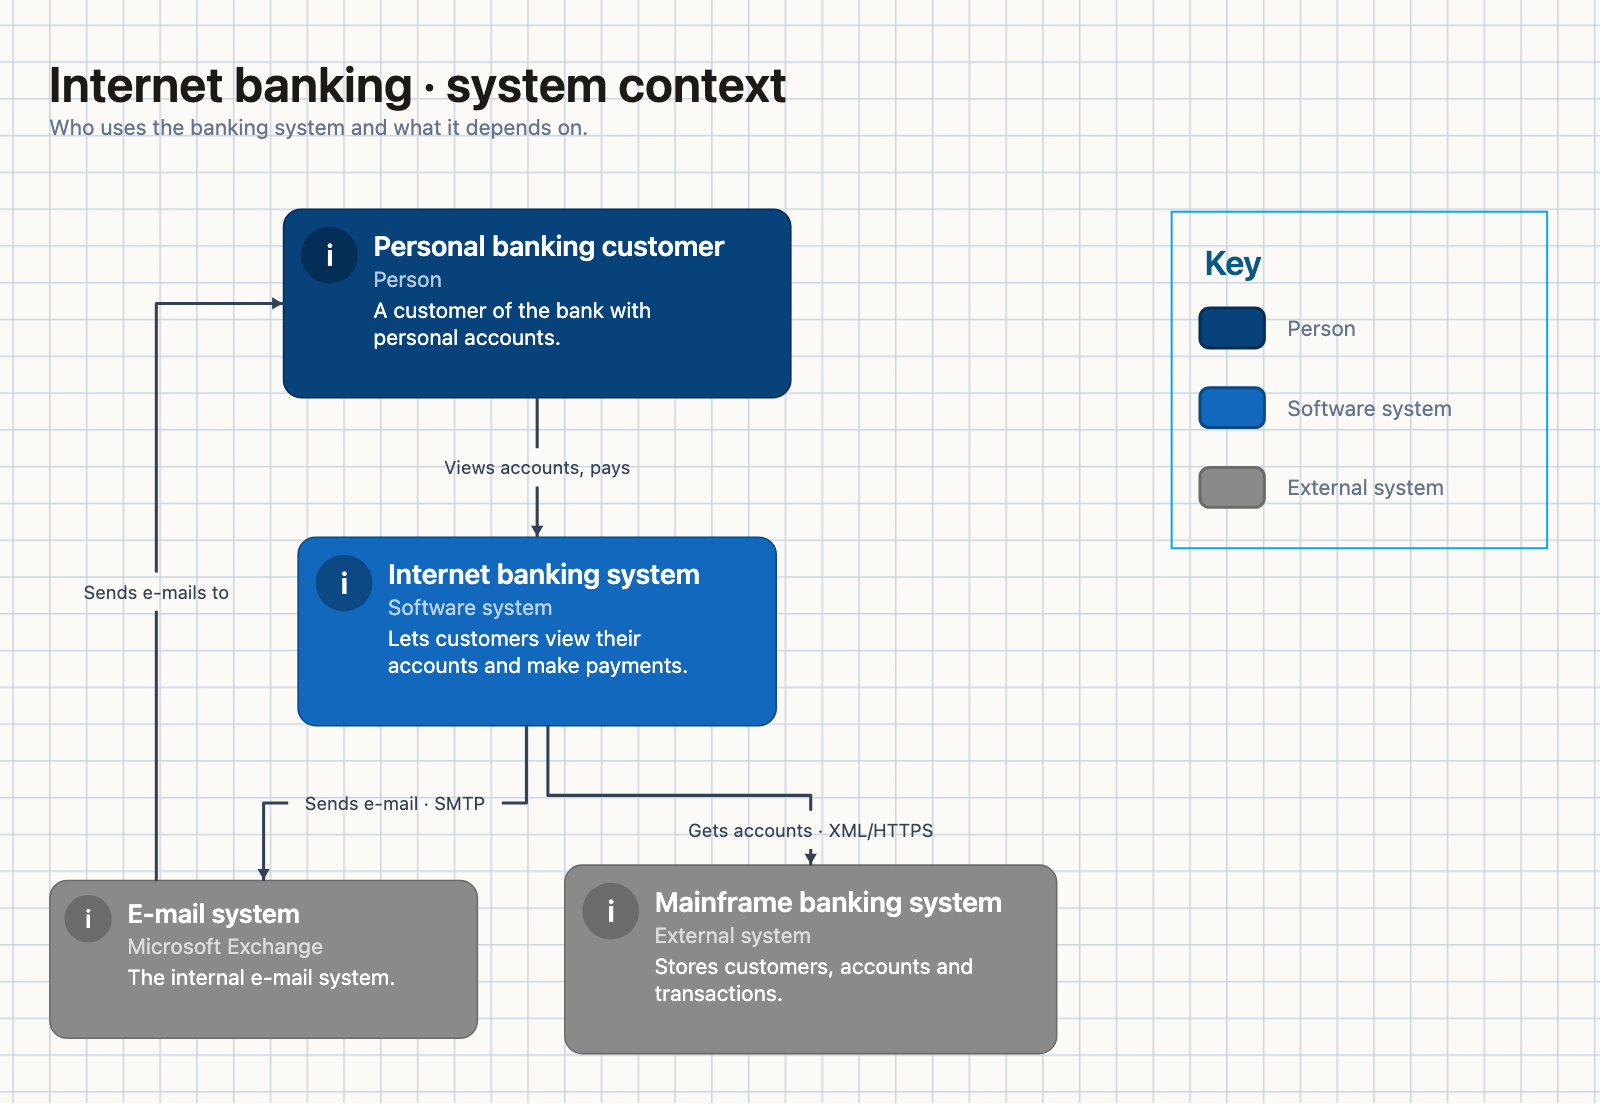 Internet banking · system context
Who uses the banking system and what it depends on.
i
Personal banking customer
Person
A customer of the bank with
personal accounts.
Key
Person
Software system
External system
Views accounts, pays
Sends e-mails to
i
Internet banking system
Software system
Lets customers view their
accounts and make payments.
Sends e-mail · SMTP
Gets accounts · XML/HTTPS
i
E-mail system
Microsoft Exchange
The internal e-mail system.
i
Mainframe banking system
External system
Stores customers, accounts and
transactions.